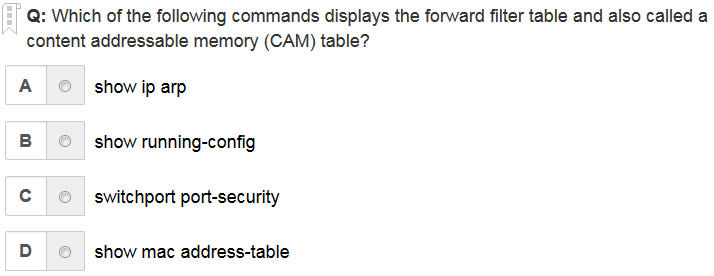 Q: Which of the following commands displays the forward filter table and also called a
content addressable memory (CAM) table?
A show ip arp
B show running-config
C switchport port-security
D show mac address-table